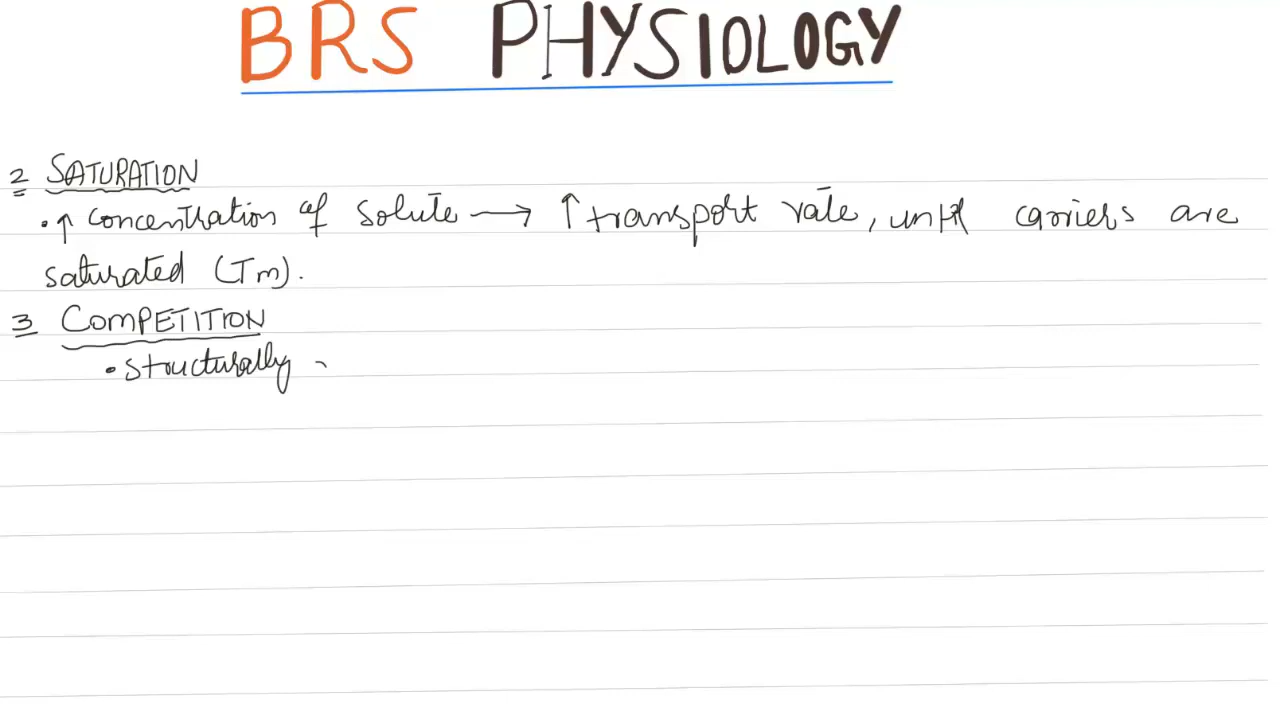 BRS PHYSIOLOGY
2 SATURATION
• ↑ concentration of solute → ↑ transport rate, until carriers are
saturated (Tm).
3 COMPETITION
• structurally